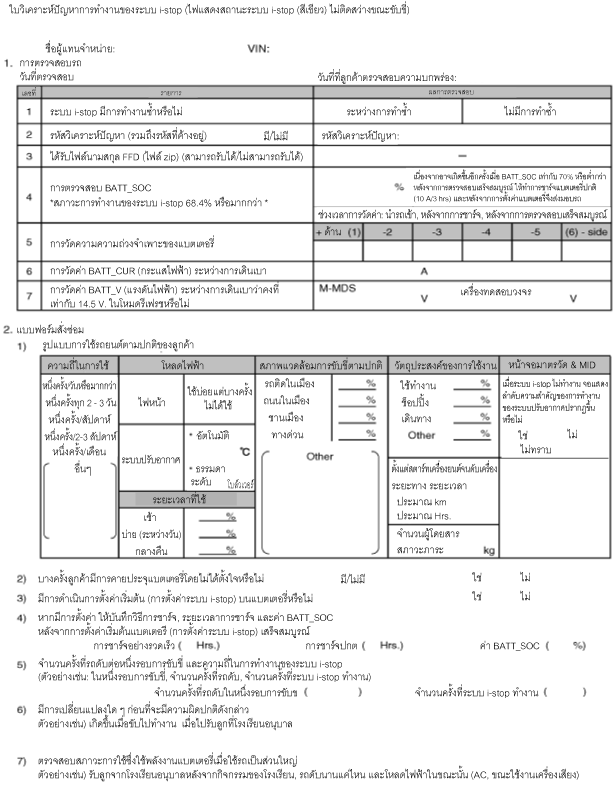 ใบวิเคราะห์ปัญหาการทำงานของระบบ i-stop (ไฟแสดงสถานะระบบ i-stop (สีเขียว) ไม่ติดสว่างขณะขับขี่)
ชื่อผู้แทนจำหน่าย: VIN:
1. การตรวจสอบรถ
วันที่ตรวจสอบ วันที่ที่ลูกค้าตรวจสอบความบกพร่อง:
เลขที่ รายการ ผลการตรวจสอบ
1 ระบบ i-stop มีการทำงานซ้ำหรือไม่ ระหว่างการทำซ้ำ ไม่มีการทำซ้ำ
2 รหัสวิเคราะห์ปัญหา (รวมถึงรหัสที่ค้างอยู่) มี/ไม่มี รหัสวิเคราะห์ปัญหา:
3 ได้รับไฟล์นามสกุล FFD (ไฟล์ zip) (สามารถรับได้/ไม่สามารถรับได้) –
4 การตรวจสอบ BATT_SOC
*สภาวะการทำงานของระบบ i-stop 68.4% หรือมากกว่า *
% เนื่องจากอาจเกิดขึ้นอีกครั้งเมื่อ BATT_SOC เท่ากับ 70% หรือต่ำกว่า
หลังจากการตรวจสอบเสร็จสมบูรณ์ ให้ทำการชาร์จแบตเตอรี่ปกติ
(10 A/3 hrs) และหลังจากการตั้งค่าแบตเตอรี่จึงส่งมอบรถ
ช่วงเวลาการวัดค่า: นำรถเข้า, หลังจากการชาร์จ, หลังจากการตรวจสอบเสร็จสมบูรณ์
5 การวัดความความถ่วงจำเพาะของแบตเตอรี่ + ด้าน (1) -2 -3 -4 -5 (6) - side
6 การวัดค่า BATT_CUR (กระแสไฟฟ้า) ระหว่างการเดินเบา A
7 การวัดค่า BATT_V (แรงดันไฟฟ้า) ระหว่างการเดินเบาว่าคงที่
เท่ากับ 14.5 V. ในโหมดรีเฟรชหรือไม่
M-MDS V เครื่องทดสอบวงจร V
2. แบบฟอร์มสั่งซ่อม
1) รูปแบบการใช้รถยนต์ตามปกติของลูกค้า
ความถี่ในการใช้ โหลดไฟฟ้า สภาพแวดล้อมการขับขี่ตามปกติ วัตถุประสงค์ของการใช้งาน หน้าจอมาตรวัด & MID
หนึ่งครั้ง/วันหรือมากกว่า
หนึ่งครั้งทุก 2 - 3 วัน
หนึ่งครั้ง/สัปดาห์
หนึ่งครั้ง/2-3 สัปดาห์
หนึ่งครั้ง/เดือน
อื่นๆ
ไฟหน้า ใช้บ่อยแต่บางครั้ง
ไม่ได้ใช้
ระบบปรับอากาศ * อัตโนมัติ
°C
* ธรรมดา
ระดับ โบล์วเวอร์
ระยะเวลาที่ใช้
เช้า %
บ่าย (ระหว่างวัน) %
กลางคืน %
รถติดในเมือง %
ถนนในเมือง %
ชานเมือง %
ทางด่วน %
Other
ใช้ทำงาน %
ช็อปปิ้ง %
เดินทาง %
Other %
ตั้งแต่สตาร์ทเครื่องยนต์จนดับเครื่อง
ระยะทาง ระยะเวลา
ประมาณ km
ประมาณ Hrs.
จำนวนผู้โดยสาร
สภาวะภาระ kg
เมื่อระบบ i-stop ไม่ทำงาน จอแสดง
ลำดับความสำคัญของการทำงาน
ของระบบปรับอากาศปรากฏขึ้น
หรือไม่
ใช่ ไม่
ไม่ทราบ
2) บางครั้งลูกค้ามีการคายประจุแบตเตอรี่โดยไม่ได้ตั้งใจหรือไม่ มี/ไม่มี ใช่ ไม่
3) มีการดำเนินการตั้งค่าเริ่มต้น (การตั้งค่าระบบ i-stop) บนแบตเตอรี่หรือไม่ ใช่ ไม่
4) หากมีการตั้งค่า ให้บันทึกวิธีการชาร์จ, ระยะเวลาการชาร์จ และค่า BATT_SOC
หลังจากการตั้งค่าเริ่มต้นแบตเตอรี่ (การตั้งค่าระบบ i-stop) เสร็จสมบูรณ์
การชาร์จอย่างรวดเร็ว ( Hrs.) การชาร์จปกต ( Hrs.) ค่า BATT_SOC ( %)
5) จำนวนครั้งที่รถดับต่อหนึ่งรอบการขับขี่ และความถี่ในการทำงานของระบบ i-stop
(ตัวอย่างเช่น: ในหนึ่งรอบการขับขี่, จำนวนครั้งที่รถดับ, จำนวนครั้งที่ระบบ i-stop ทำงาน)
จำนวนครั้งที่รถดับในหนึ่งรอบการขับข ( ) จำนวนครั้งที่ระบบ i-stop ทำงาน ( )
6) มีการเปลี่ยนแปลงใด ๆ ก่อนที่จะมีความผิดปกติดังกล่าว
ตัวอย่างเช่น) เกิดขึ้นเมื่อขับไปทำงาน เมื่อไปรับลูกที่โรงเรียนอนุบาล
7) ตรวจสอบสภาวะการใช้ซึ่งใช้พลังงานแบตเตอรี่เมื่อใช้รถเป็นส่วนใหญ่
ตัวอย่างเช่น) รับลูกจากโรงเรียนอนุบาลหลังจากกิจกรรมของโรงเรียน, รถดับนานแค่ไหน และโหลดไฟฟ้าในขณะนั้น (AC, ขณะใช้งานเครื่องเสียง)